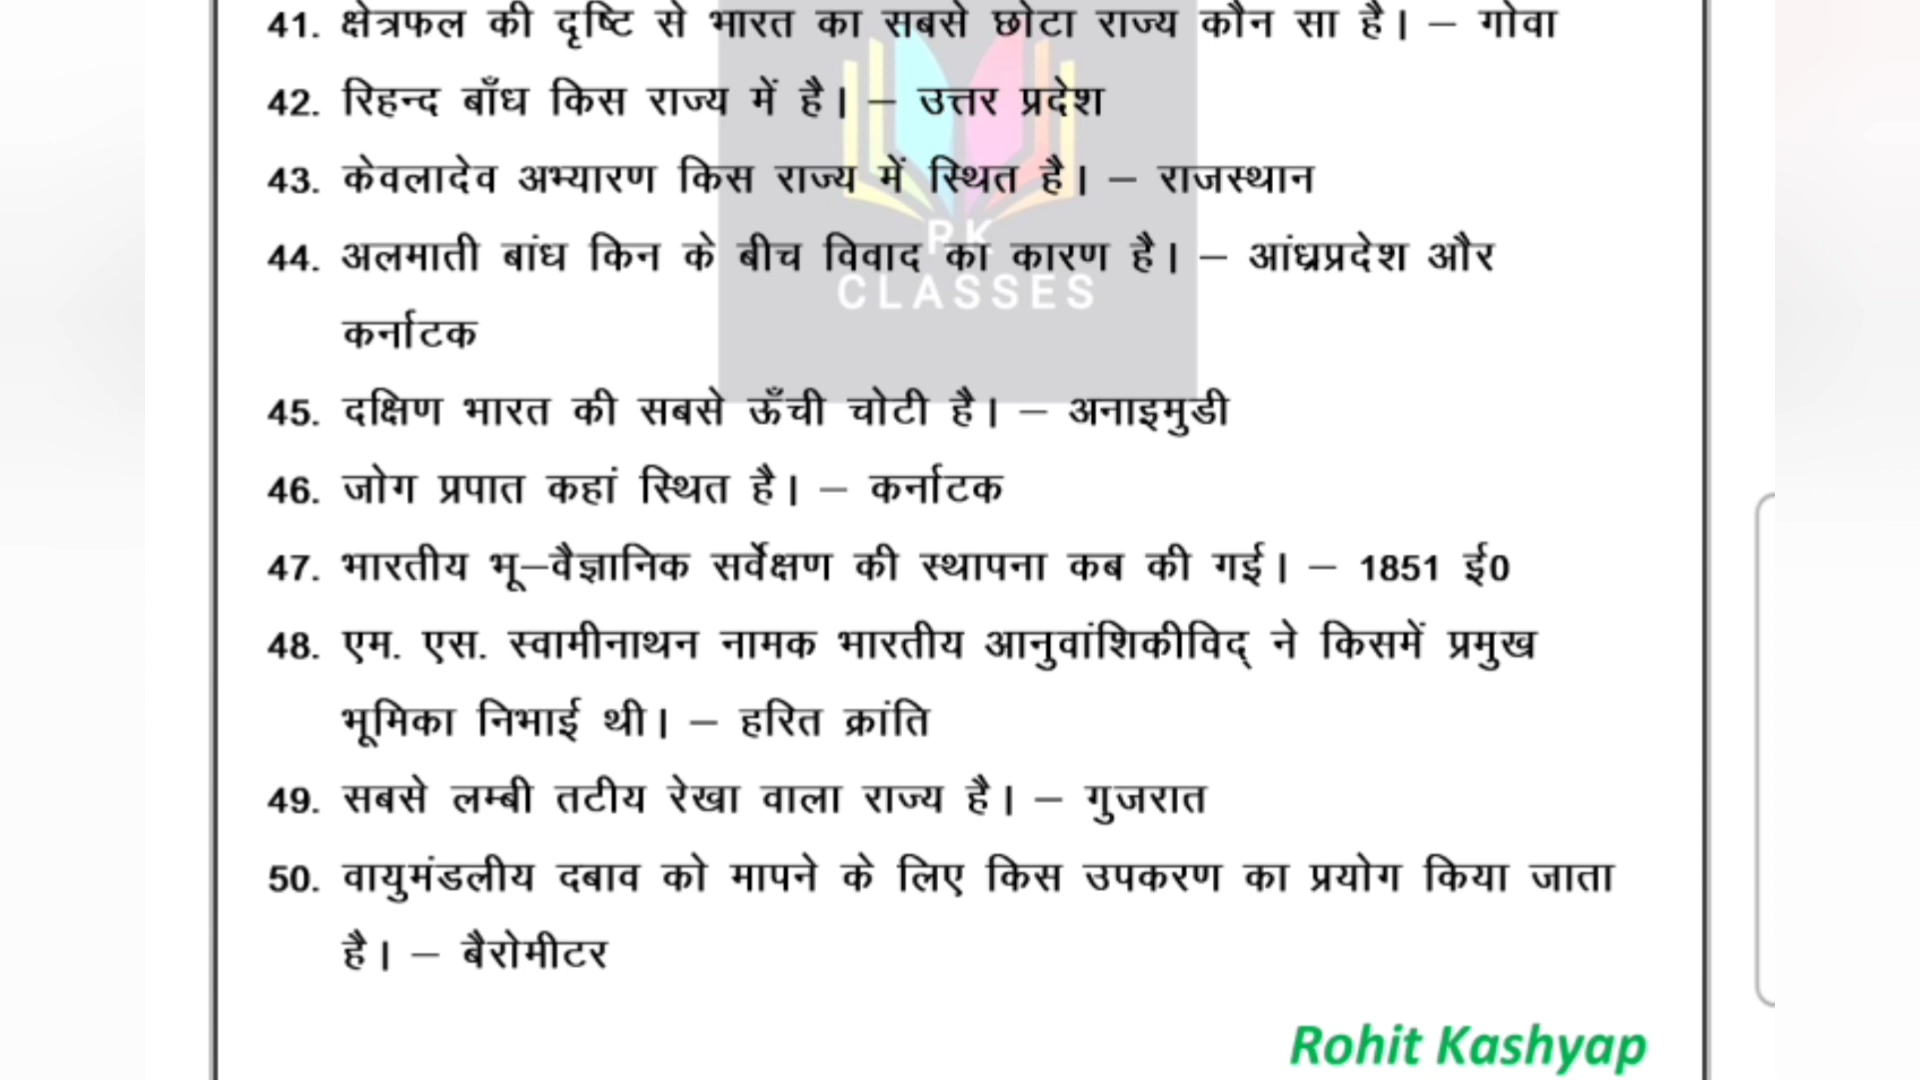 41. क्षेत्रफल की दृष्टि से भारत का सबसे छोटा राज्य कौन सा है। – गोवा
42. रिहन्द बाँध किस राज्य में है। – उत्तर प्रदेश
43. केवलादेव अभ्यारण किस राज्य में स्थित है। – राजस्थान
44. अलमाती बांध किन के बीच विवाद का कारण है। – आंध्रप्रदेश और
कर्नाटक
PK
CLASSES
45. दक्षिण भारत की सबसे ऊँची चोटी है। – अनाइमुडी
46. जोग प्रपात कहां स्थित है। – कर्नाटक
47. भारतीय भू–वैज्ञानिक सर्वेक्षण की स्थापना कब की गई। – 1851 ई0
48. एम. एस. स्वामीनाथन नामक भारतीय आनुवांशिकीविद् ने किसमें प्रमुख
भूमिका निभाई थी। – हरित क्रांति
49. सबसे लम्बी तटीय रेखा वाला राज्य है। – गुजरात
50. वायुमंडलीय दबाव को मापने के लिए किस उपकरण का प्रयोग किया जाता
है। – बैरोमीटर
Rohit Kashyap